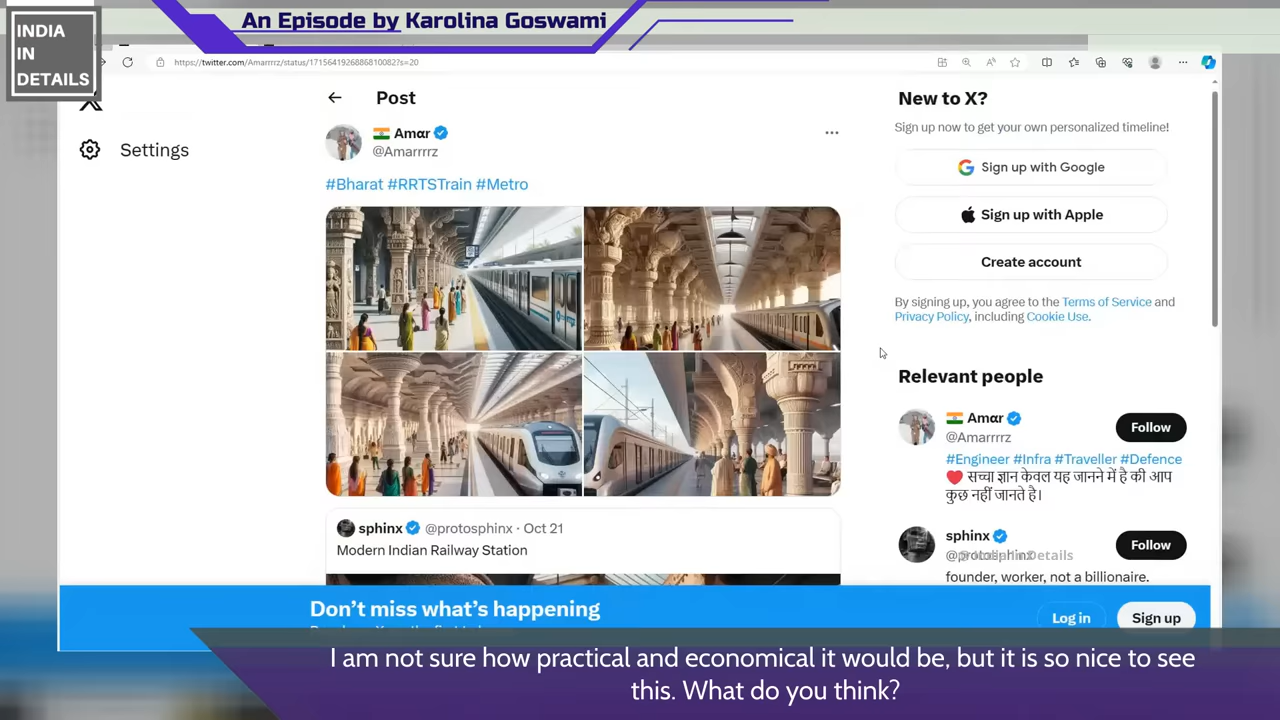 An Episode by Karolina Goswami
INDIA
IN
DETAILS
https://twitter.com/Amarrrrz/status/1715641926886810082?s=20
Post
Settings
Amar
@Amarrrrz
#Bharat #RRTSTrain #Metro
sphinx @protosphinx · Oct 21
Modern Indian Railway Station
New to X?
Sign up now to get your own personalized timeline!
Sign up with Google
Sign up with Apple
Create account
By signing up, you agree to the Terms of Service and
Privacy Policy, including Cookie Use.
Relevant people
Amar
@Amarrrrz
Follow
#Engineer #Infra #Traveller #Defence
सच्चा ज्ञान केवल यह जानने में है की आप
कुछ नहीं जानते है।
sphinx
@protosphinx
Follow
founder, worker, not a billionaire.
Don't miss what's happening
Log in
Sign up
I am not sure how practical and economical it would be, but it is so nice to see
this. What do you think?